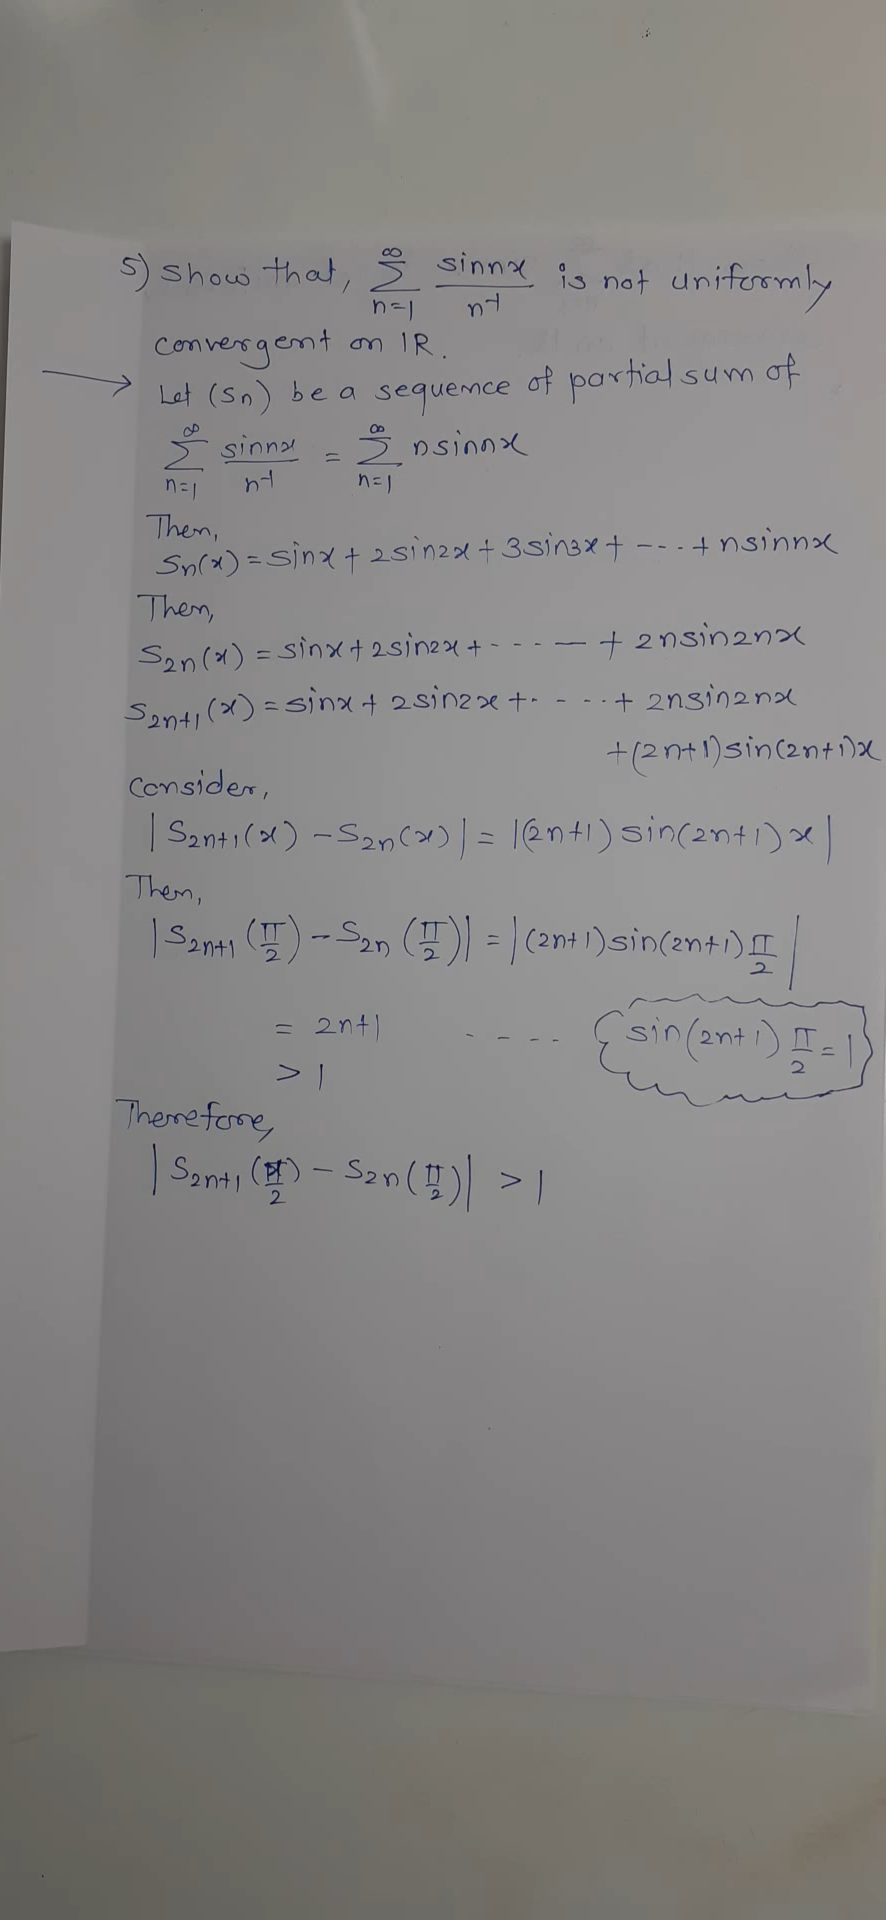 5) Show that, ∞∑n=1 sinnx/n⁻¹ is not uniformly
convergent on IR.
→ Let (Sn) be a sequence of partial sum of
∞∑n=1 sinnx/n⁻¹ = ∞∑n=1 nsinnx
Then,
Sn(x) = sinx + 2sin2x + 3sin3x + ---- + nsinnx
Then,
S2n(x) = sinx + 2sin2x + - - - - — + 2nsin2nx
S2n+1(x) = sinx + 2sin2x + - - - - + 2nsin2nx
+ (2n+1)sin(2n+1)x
Consider,
|S2n+1(x) - S2n(x)| = |(2n+1) sin(2n+1)x|
Then,
|S2n+1(π/2) - S2n(π/2)| = |(2n+1)sin(2n+1)π/2|
= 2n+1 - - - - {sin(2n+1)π/2 = 1}
> 1
Therefore,
|S2n+1(π/2) - S2n(π/2)| > 1